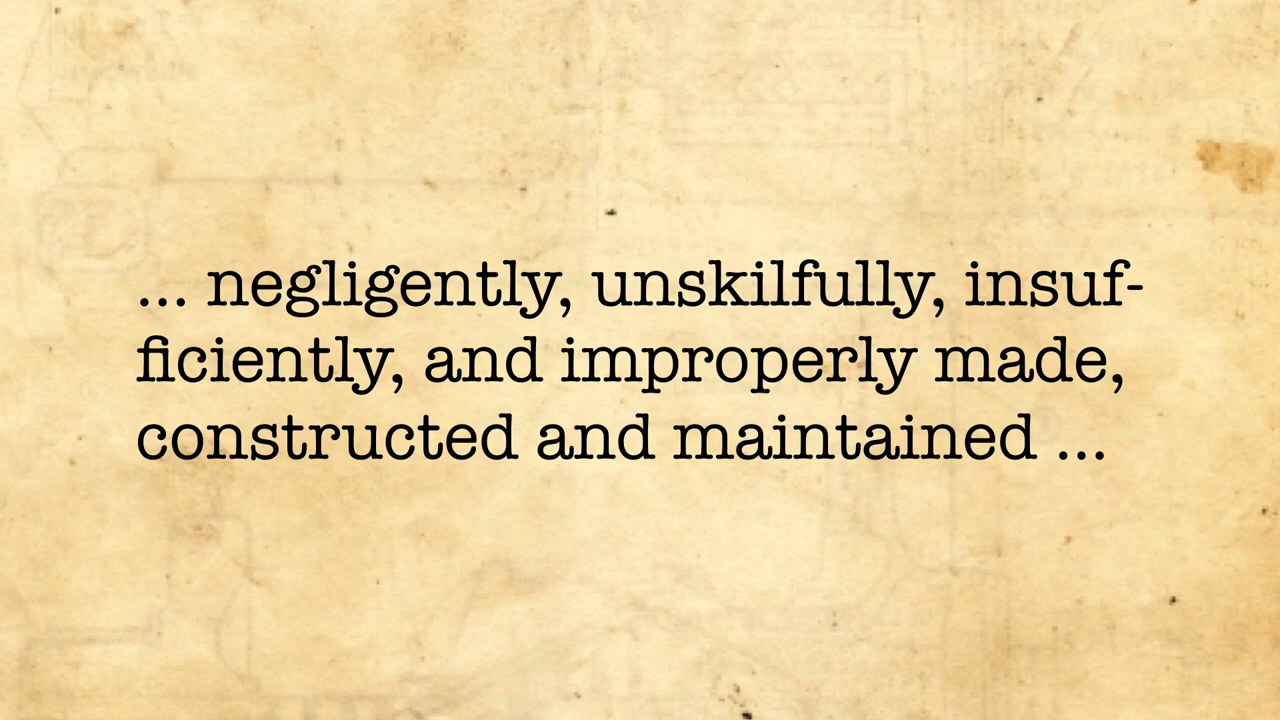 ... negligently, unskilfully, insuf-
ficiently, and improperly made,
constructed and maintained ...